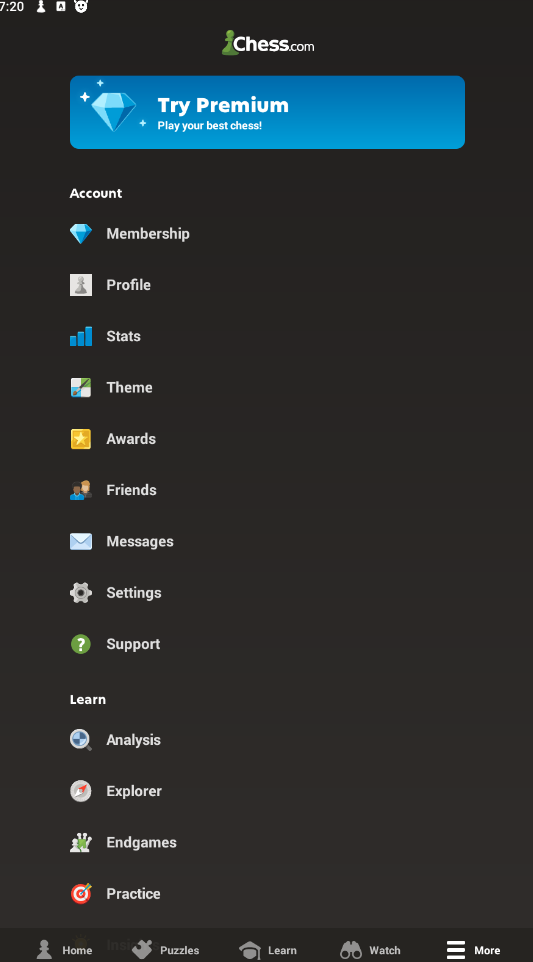 7:20
Chess.com
Try Premium
Play your best chess!
Account
Membership
Profile
Stats
Theme
Awards
Friends
Messages
Settings
Support
Learn
Analysis
Explorer
Endgames
Practice
Home Puzzles Learn Watch More